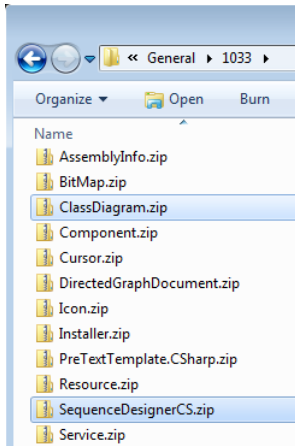 « General ▸ 1033 ▸
Organize ▾ Open Burn
Name
AssemblyInfo.zip
BitMap.zip
ClassDiagram.zip
Component.zip
Cursor.zip
DirectedGraphDocument.zip
Icon.zip
Installer.zip
PreTextTemplate.CSharp.zip
Resource.zip
SequenceDesignerCS.zip
Service.zip